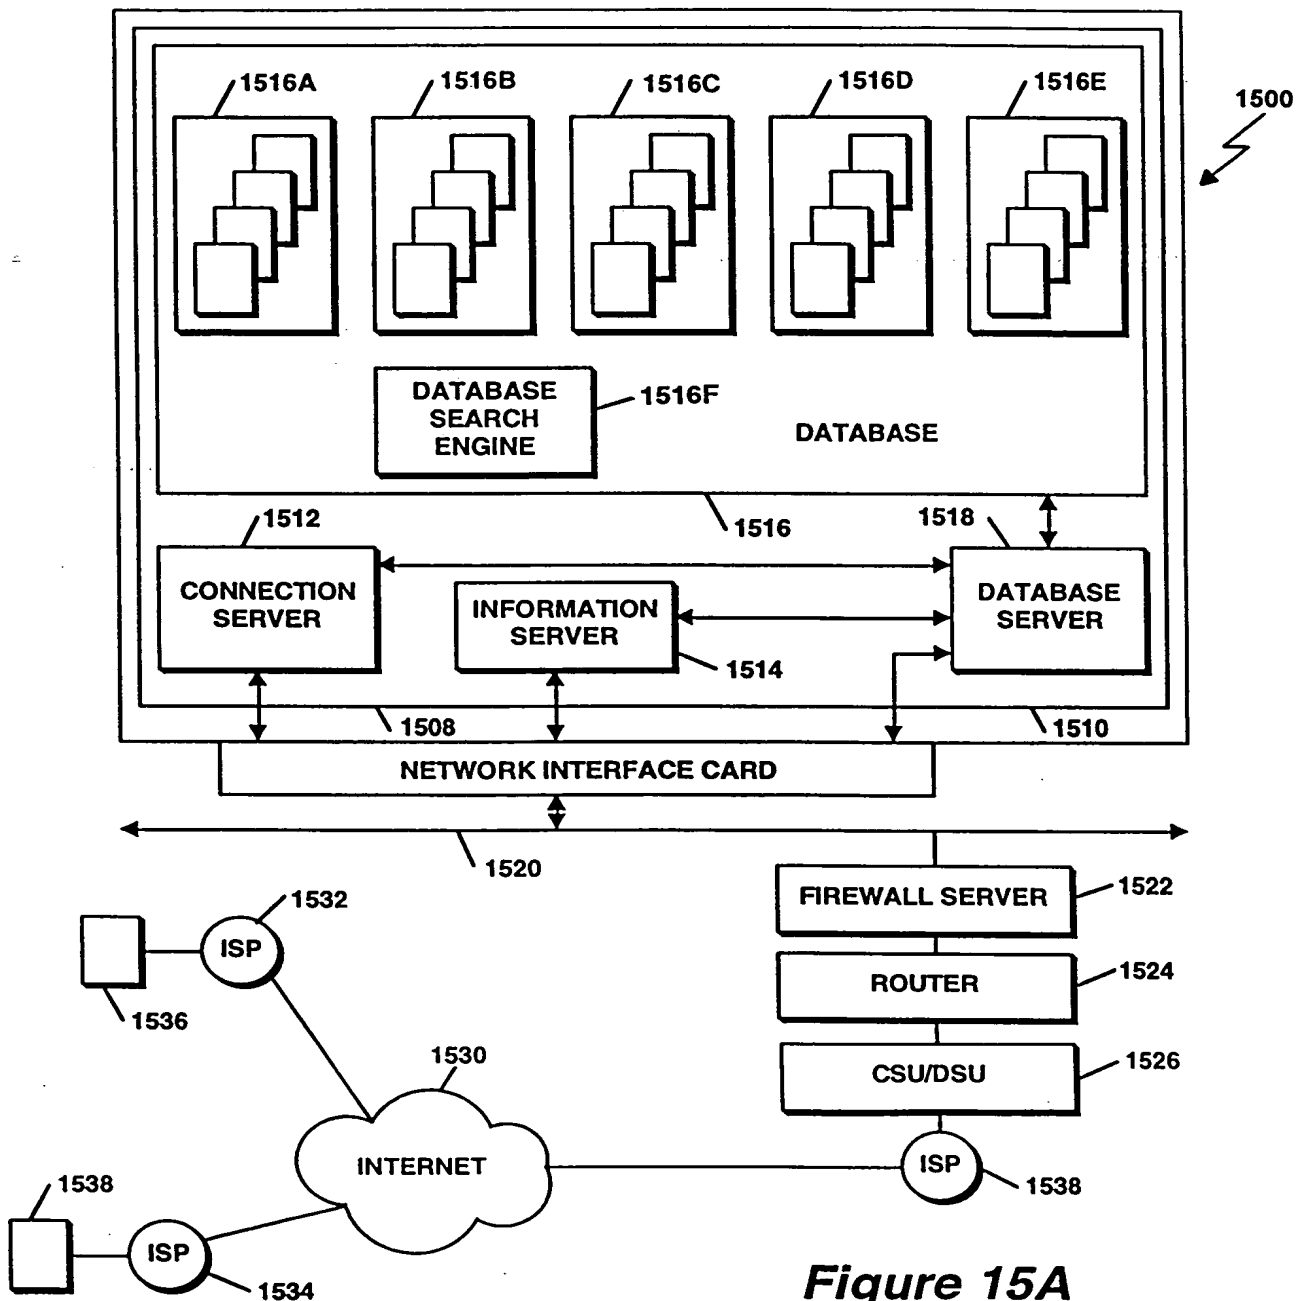 1516A
1516B
1516C
1516D
1516E
1500
DATABASE
SEARCH
ENGINE
1516F
DATABASE
1512
1516
1518
CONNECTION
SERVER
INFORMATION
SERVER
1514
DATABASE
SERVER
1508
1510
NETWORK INTERFACE CARD
1520
FIREWALL SERVER
1522
1532
ISP
1536
ROUTER
1524
1530
CSU/DSU
1526
INTERNET
ISP
1538
1538
ISP
1534
Figure 15A